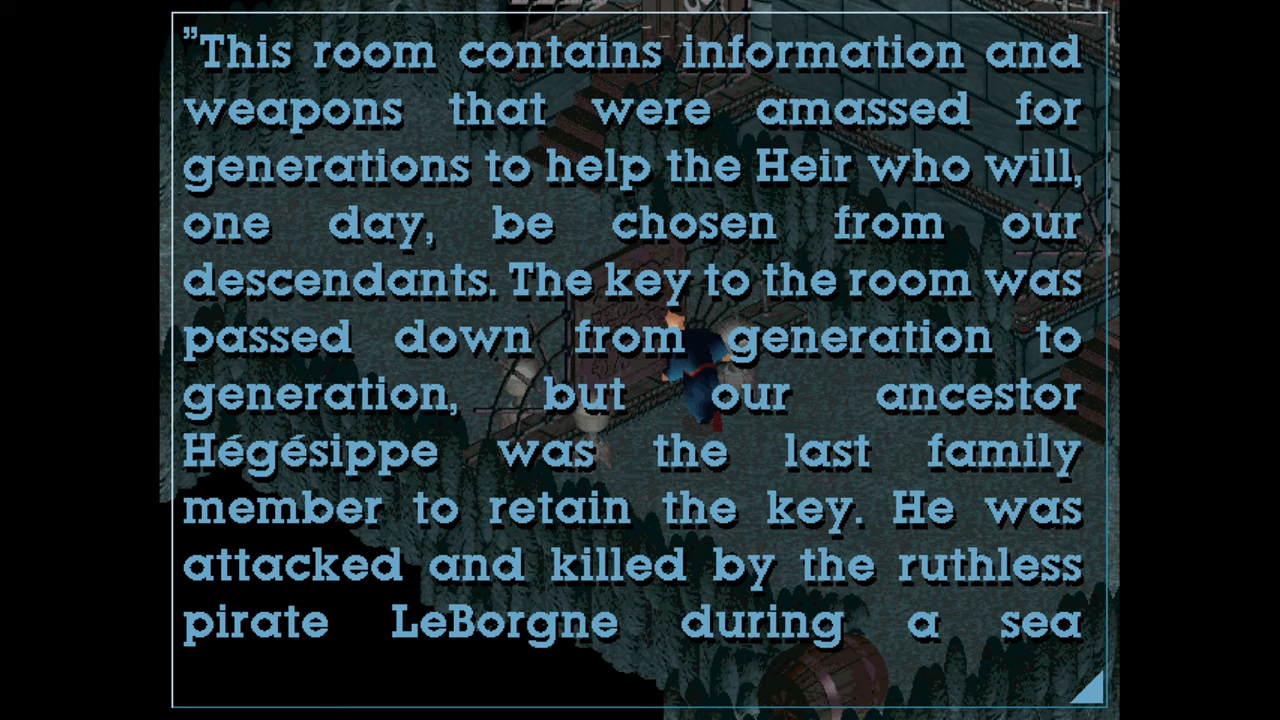 "This room contains information and
weapons that were amassed for
generations to help the Heir who will,
one day, be chosen from our
descendants. The key to the room was
passed down from generation to
generation, but our ancestor
Hégésippe was the last family
member to retain the key. He was
attacked and killed by the ruthless
pirate LeBorgne during a sea